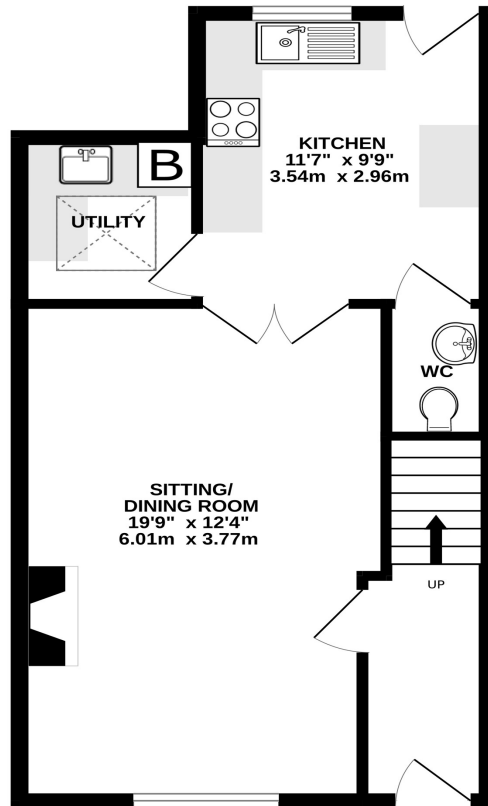 KITCHEN
11'7" x 9'9"
3.54m x 2.96m
B
UTILITY
WC
SITTING/
DINING ROOM
19'9" x 12'4"
6.01m x 3.77m
UP